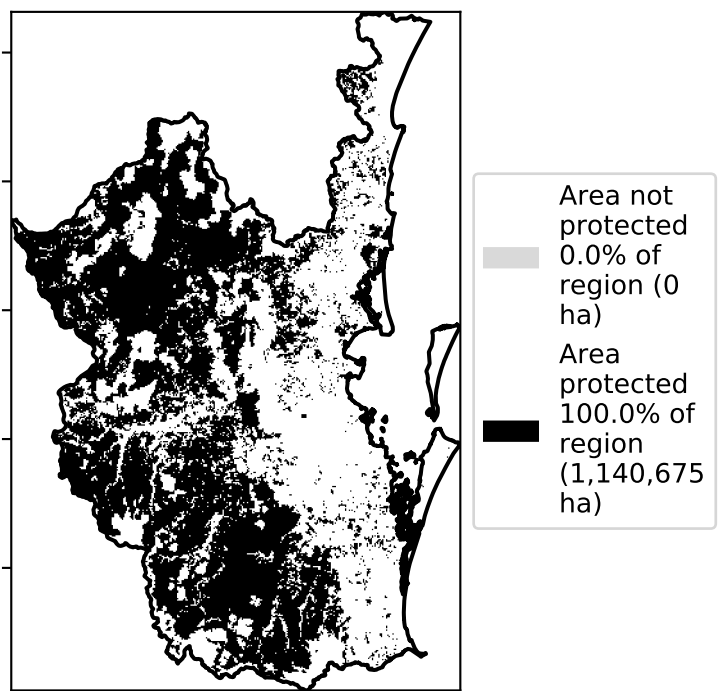 Area not
protected
0.0% of
region (0
ha)
Area
protected
100.0% of
region
(1,140,675
ha)